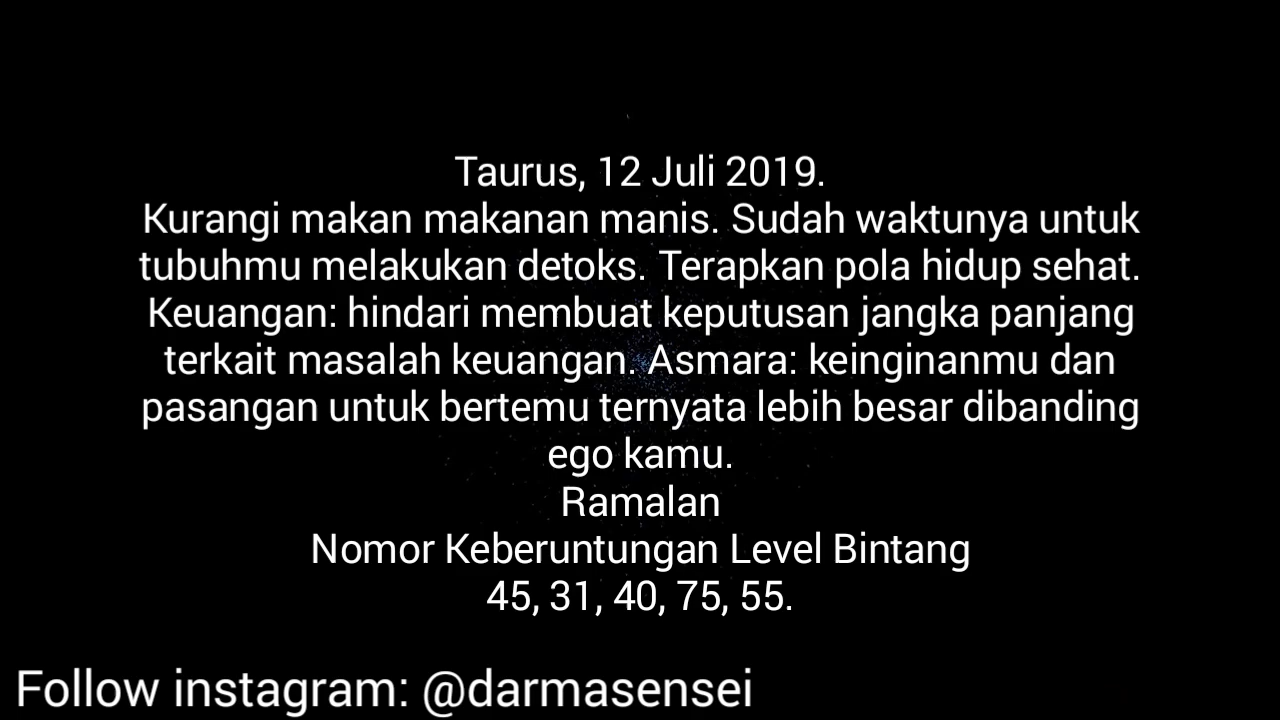 Taurus, 12 Juli 2019.
Kurangi makan makanan manis. Sudah waktunya untuk
tubuhmu melakukan detoks. Terapkan pola hidup sehat.
Keuangan: hindari membuat keputusan jangka panjang
terkait masalah keuangan. Asmara: keinginanmu dan
pasangan untuk bertemu ternyata lebih besar dibanding
ego kamu.
Ramalan
Nomor Keberuntungan Level Bintang
45, 31, 40, 75, 55.
Follow instagram: @darmasensei